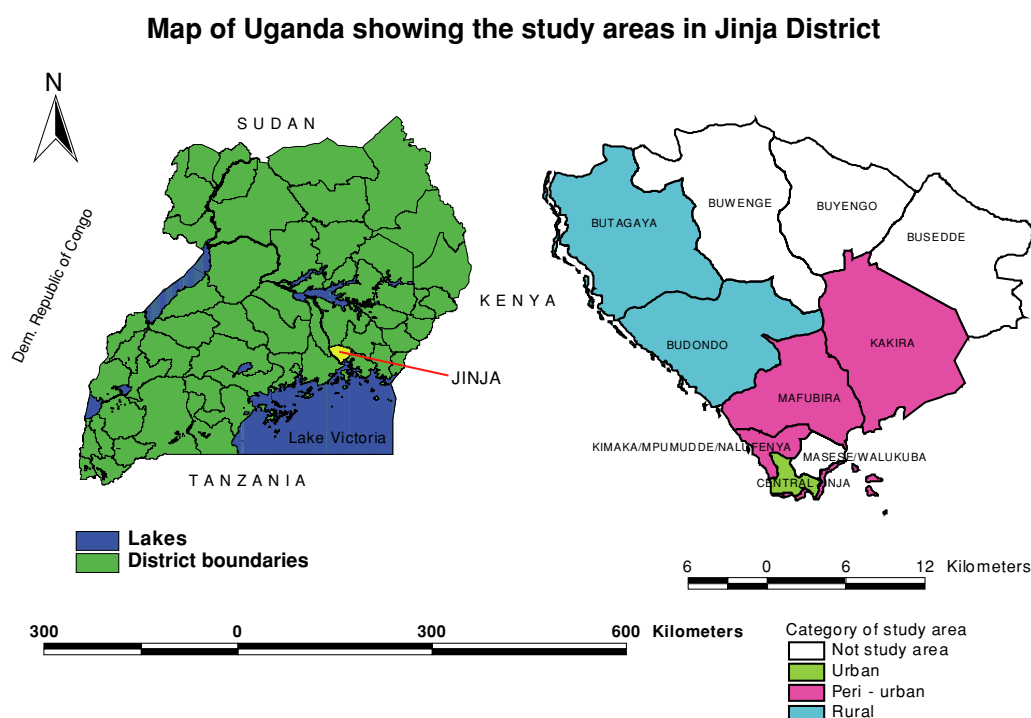 Map of Uganda showing the study areas in Jinja District
N
SUDAN
Dem. Republic of Congo
KENYA
JINJA
Lake Victoria
TANZANIA
Lakes
District boundaries
300 0 300 600 Kilometers
BUTAGAYA
BUWENGE
BUYENGO
BUSEDDE
BUDONDO
KAKIRA
MAFUBIRA
KIMAKA/MPUMUDDE/NALUFENYA
MASESE/WALUKUBA
CENTRAL JINJA
6 0 6 12 Kilometers
Category of study area
Not study area
Urban
Peri - urban
Rural